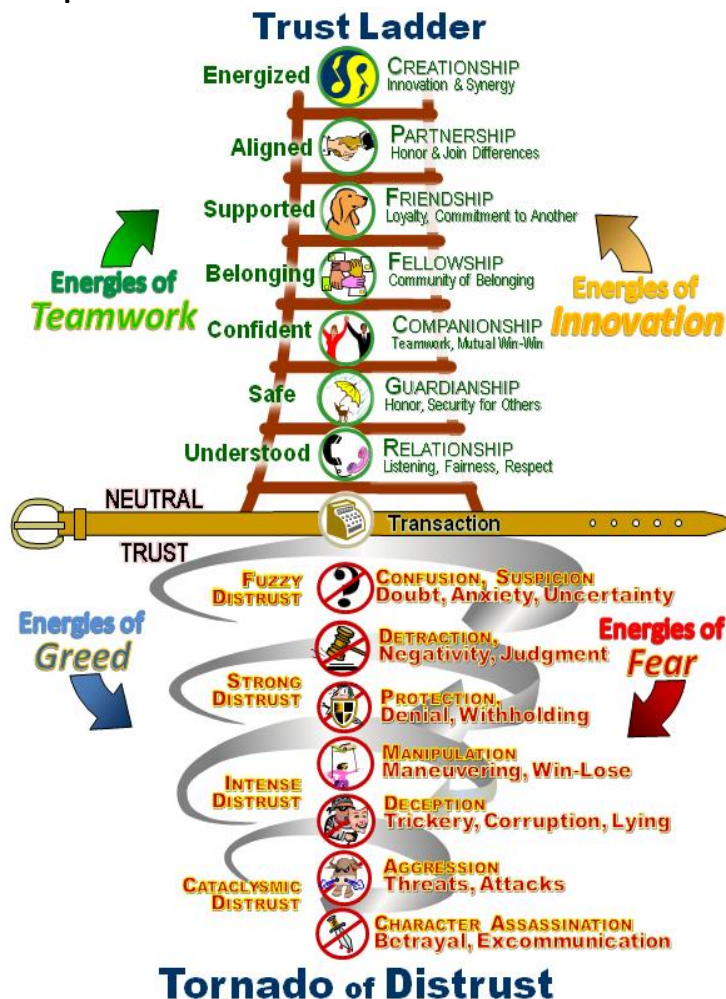 Trust Ladder
Energized
CREATIONSHIP
Innovation & Synergy
Aligned
PARTNERSHIP
Honor & Join Differences
Supported
FRIENDSHIP
Loyalty, Commitment to Another
Energies of
Teamwork
Energies of
Innovation
Belonging
FELLOWSHIP
Community of Belonging
Confident
COMPANIONSHIP
Teamwork, Mutual Win-Win
Safe
GUARDIANSHIP
Honor, Security for Others
Understood
RELATIONSHIP
Listening, Fairness, Respect
NEUTRAL
Transaction
TRUST
FUZZY
DISTRUST
CONFUSION, SUSPICION
Doubt, Anxiety, Uncertainty
Energies of
Greed
Energies of
Fear
DETRACTION,
Negativity, Judgment
STRONG
DISTRUST
PROTECTION,
Denial, Withholding
MANIPULATION
Maneuvering, Win-Lose
INTENSE
DISTRUST
DECEPTION
Trickery, Corruption, Lying
AGGRESSION
Threats, Attacks
CATACLYSMIC
DISTRUST
CHARACTER ASSASSINATION
Betrayal, Excommunication
Tornado of Distrust